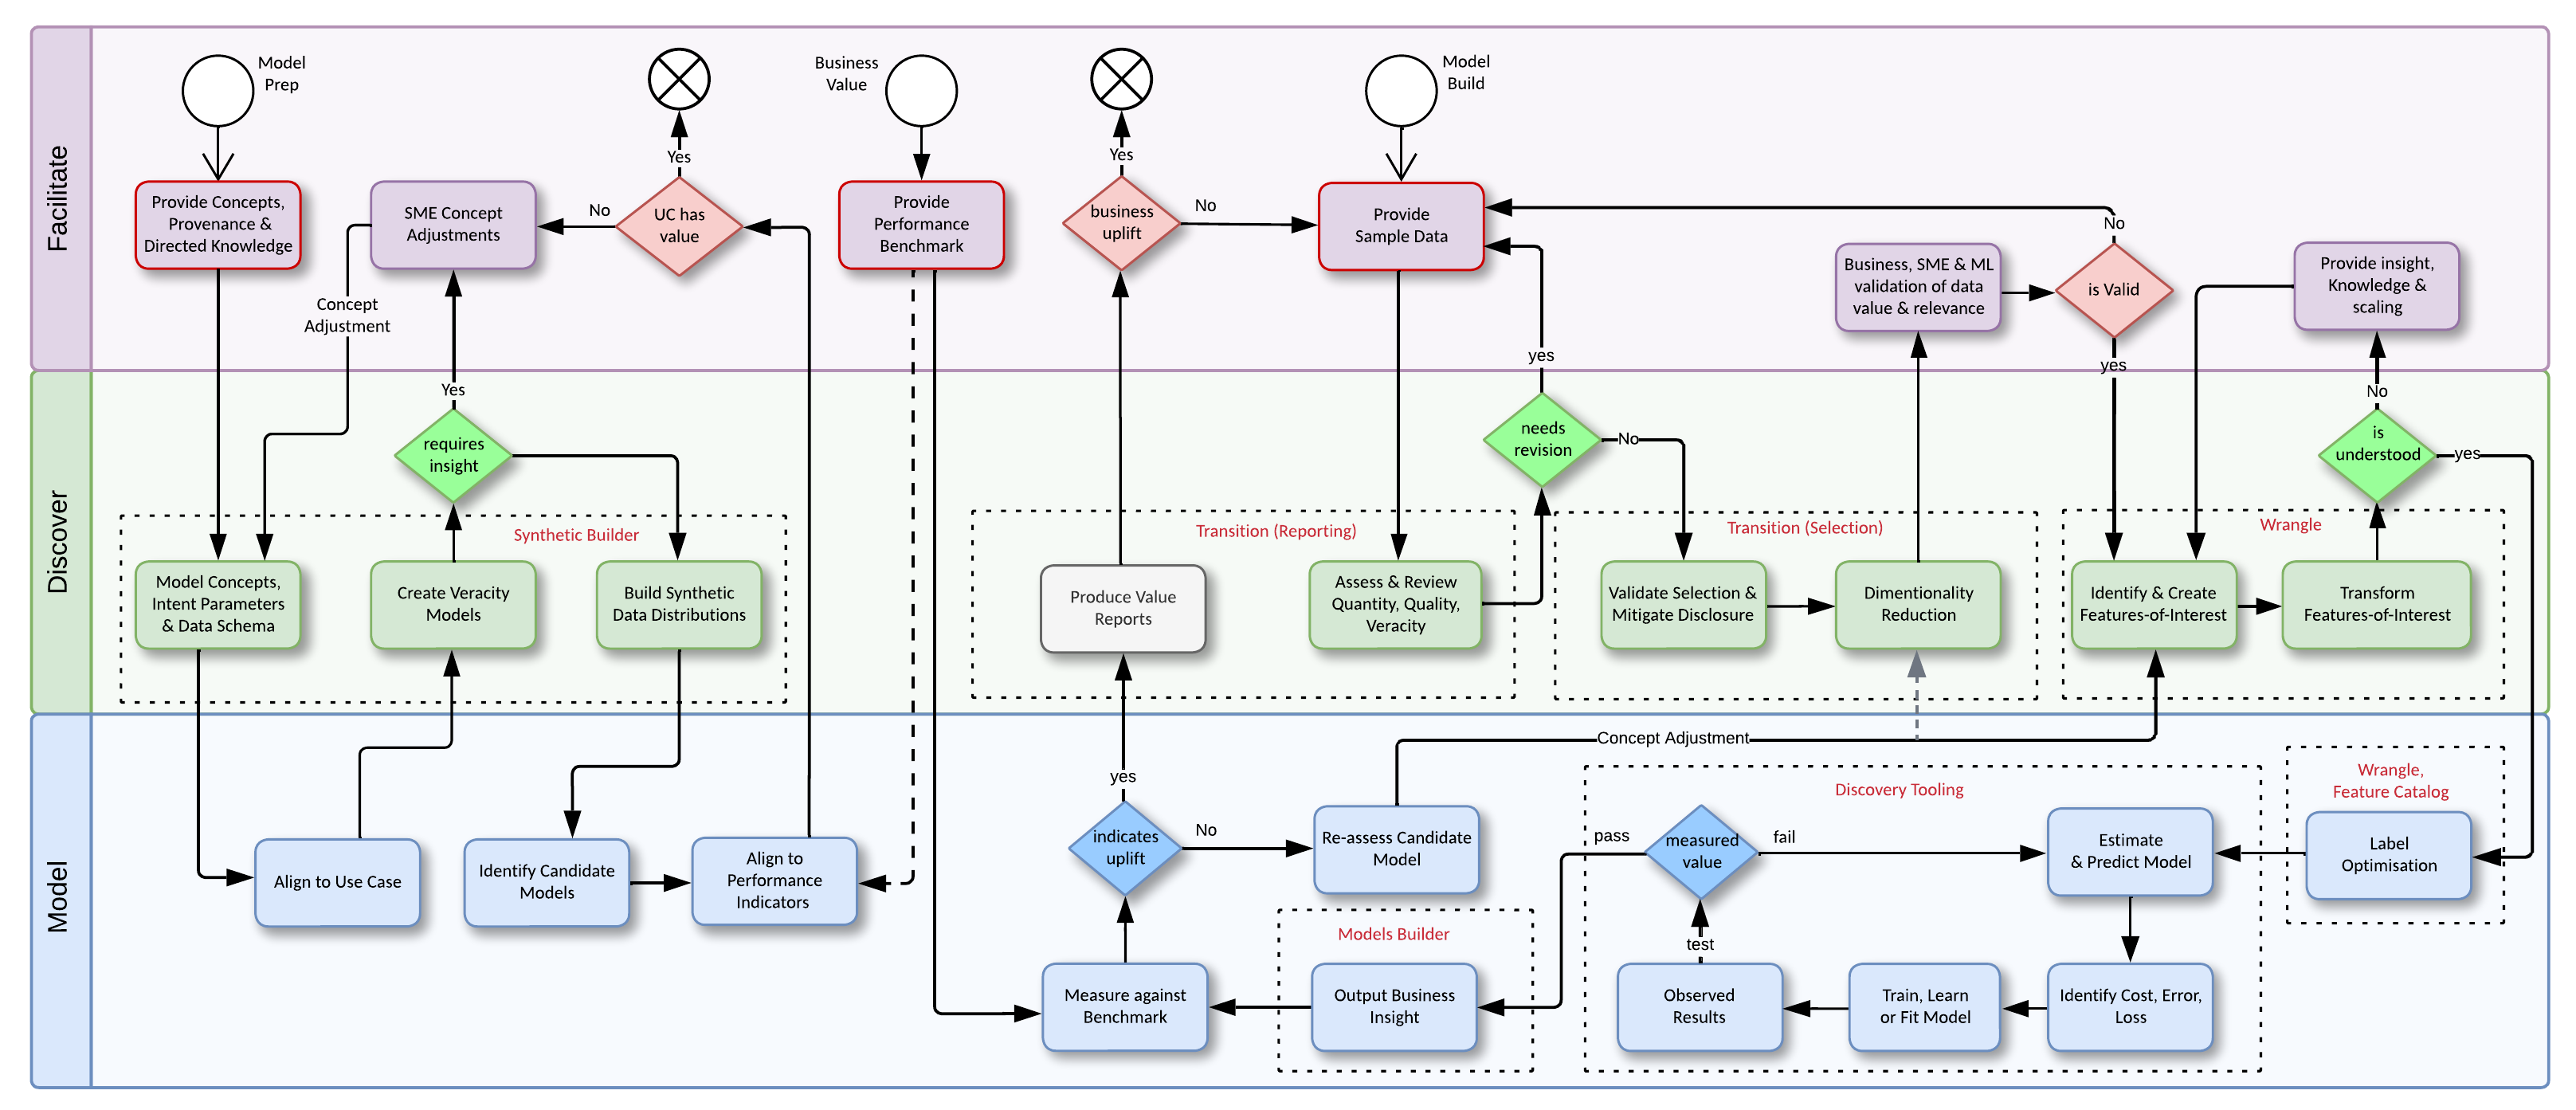 Facilitate
Model
Prep
Business
Value
Model
Build
Yes
Yes
Provide Concepts,
Provenance &
Directed Knowledge
SME Concept
Adjustments
No
UC has
value
Provide
Performance
Benchmark
business
uplift
No
Provide
Sample Data
No
Business, SME & ML
validation of data
value & relevance
is Valid
Provide insight,
Knowledge &
scaling
Concept
Adjustment
yes
yes
Discover
Yes
No
requires
insight
needs
revision
No
is
understood
yes
Synthetic Builder
Transition (Reporting)
Transition (Selection)
Wrangle
Model Concepts,
Intent Parameters
& Data Schema
Create Veracity
Models
Build Synthetic
Data Distributions
Produce Value
Reports
Assess & Review
Quantity, Quality,
Veracity
Validate Selection &
Mitigate Disclosure
Dimentionality
Reduction
Identify & Create
Features-of-Interest
Transform
Features-of-Interest
Model
Concept Adjustment
yes
Discovery Tooling
Wrangle,
Feature Catalog
Align to Use Case
Identify Candidate
Models
Align to
Performance
Indicators
indicates
uplift
No
Re-assess Candidate
Model
pass
measured
value
fail
Estimate
& Predict Model
Label
Optimisation
Models Builder
test
Measure against
Benchmark
Output Business
Insight
Observed
Results
Train, Learn
or Fit Model
Identify Cost, Error,
Loss